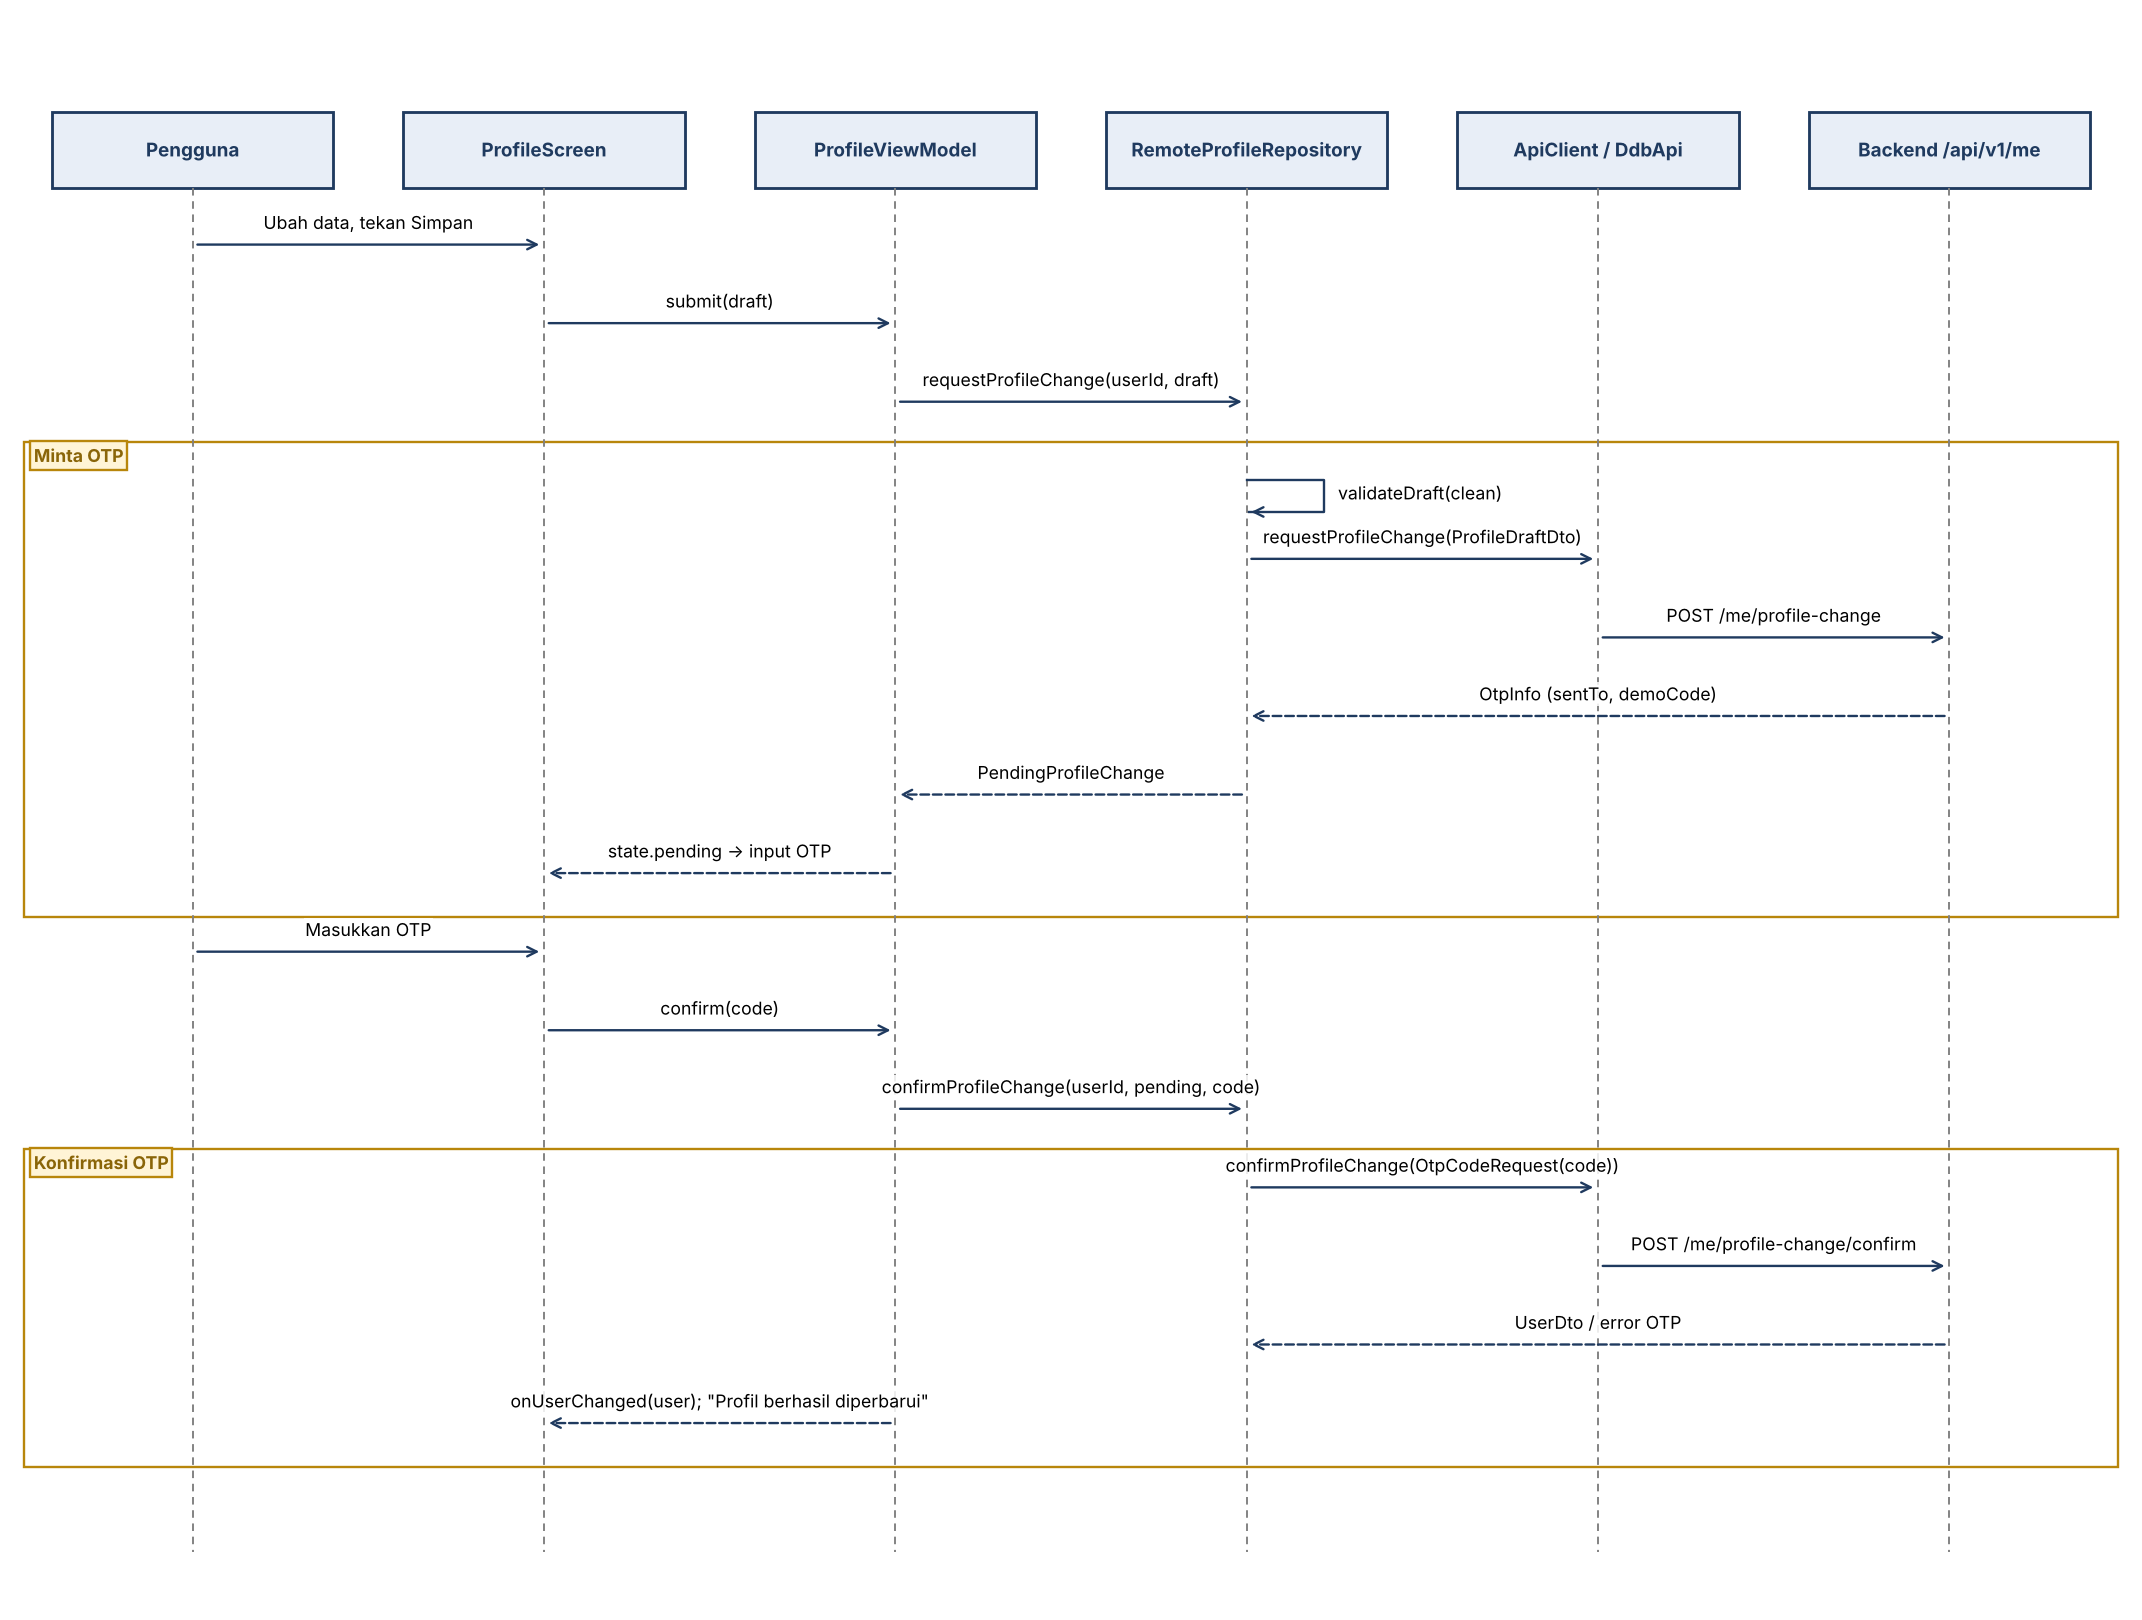 Pengguna
ProfileScreen
ProfileViewModel
RemoteProfileRepository
ApiClient / DdbApi
Backend /api/v1/me
Ubah data, tekan Simpan
submit(draft)
requestProfileChange(userId, draft)
Minta OTP
validateDraft(clean)
requestProfileChange(ProfileDraftDto)
POST /me/profile-change
OtpInfo (sentTo, demoCode)
PendingProfileChange
state.pending → input OTP
Masukkan OTP
confirm(code)
confirmProfileChange(userId, pending, code)
Konfirmasi OTP
confirmProfileChange(OtpCodeRequest(code))
POST /me/profile-change/confirm
UserDto / error OTP
onUserChanged(user); "Profil berhasil diperbarui"